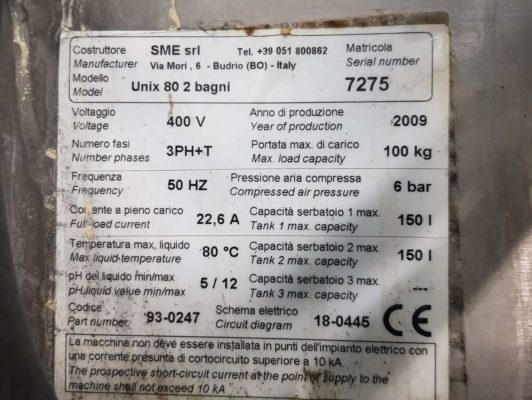 Costruttore SME srl Tel. +39 051 800862 Matricola
Manufacturer Via Mori , 6 - Budrio (BO) - Italy Serial number
Modello
Model Unix 80 2 bagni 7275
Voltaggio Anno di produzione
Voltage 400 V Year of production 2009
Numero fasi Portata max. di carico
Number phases 3PH+T Max. load capacity 100 kg
Frequenza Pressione aria compressa
Frequency 50 HZ Compressed air pressure 6 bar
Corrente a pieno carico Capacità serbatoio 1 max.
Full-load current 22,6 A Tank 1 max. capacity 150 l
Temperatura max. liquido Capacità serbatoio 2 max.
Max liquid temperature 80 °C Tank 2 max. capacity 150 l
pH del liquido min/max Capacità serbatoio 3 max.
pH liquid value min/max 5 / 12 Tank 3 max. capacity
Codice Schema elettrico
Part number 93-0247 Circuit diagram 18-0445 CE
La macchina non deve essere installata in punti dell'impianto elettrico con
una corrente presunta di cortocircuito superiore a 10 kA
The prospective short-circuit current at the point of supply to the
machine shall not exceed 10 kA